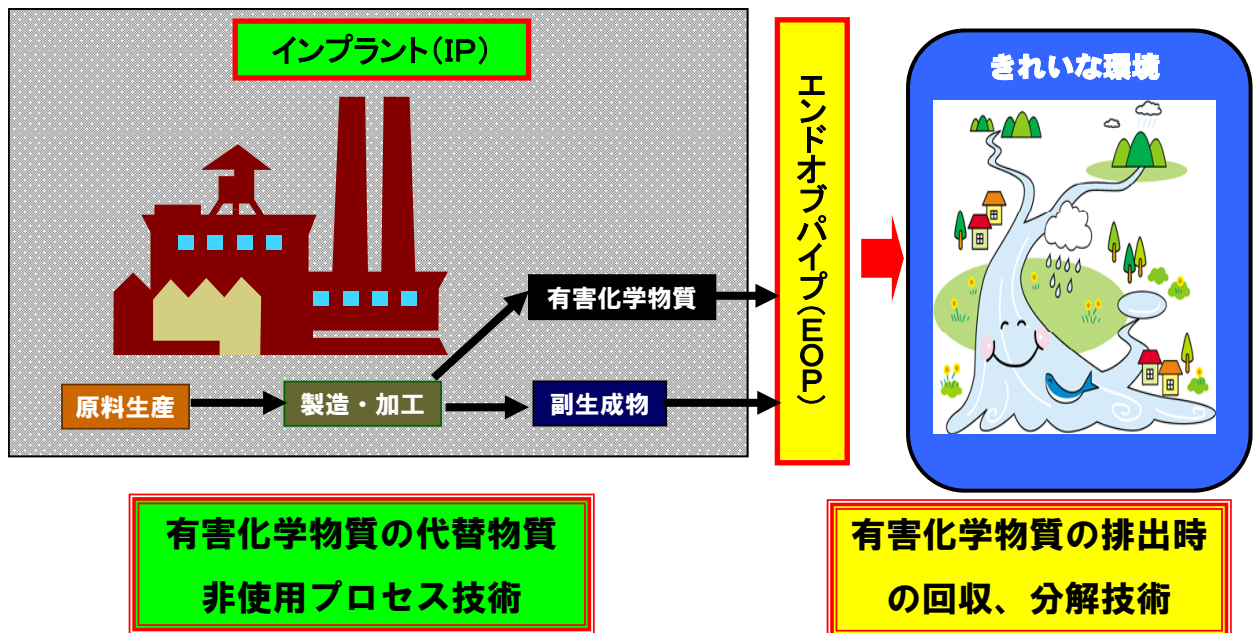 インプラント(IP)
エンドオブパイプ(EOP)
きれいな環境
有害化学物質
原料生産
製造・加工
副生成物
有害化学物質の代替物質
非使用プロセス技術
有害化学物質の排出時
の回収、分解技術